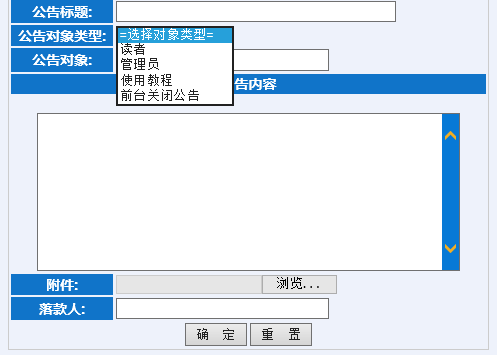 公告标题:
公告对象类型:
=选择对象类型=
读者
管理员
使用教程
前台关闭公告
公告对象:
告内容
附件:
浏览...
落款人:
确 定
重 置